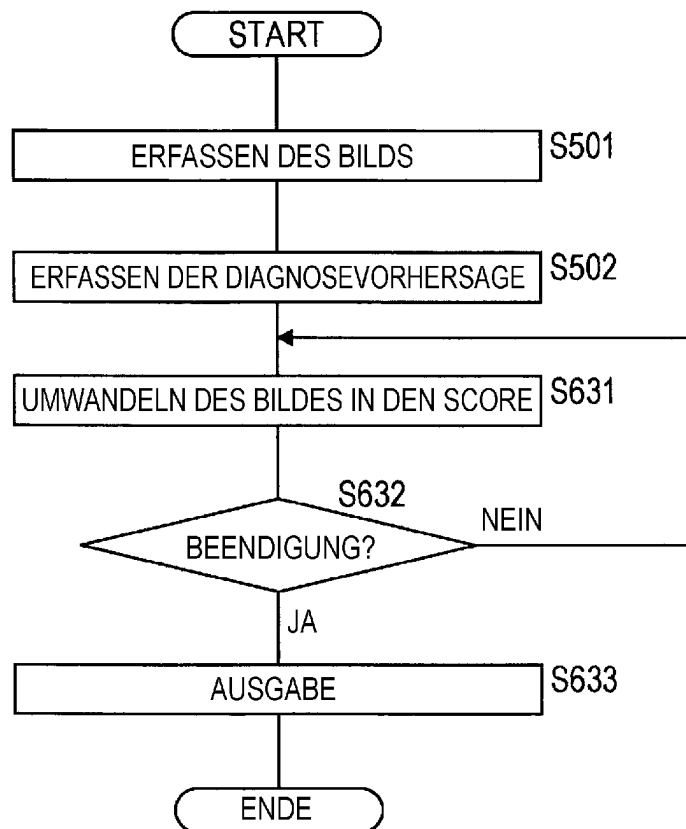 START
ERFASSEN DES BILDS S501
ERFASSEN DER DIAGNOSEVORHERSAGE S502
UMWANDELN DES BILDES IN DEN SCORE S631
S632
BEENDIGUNG? NEIN
JA
AUSGABE S633
ENDE